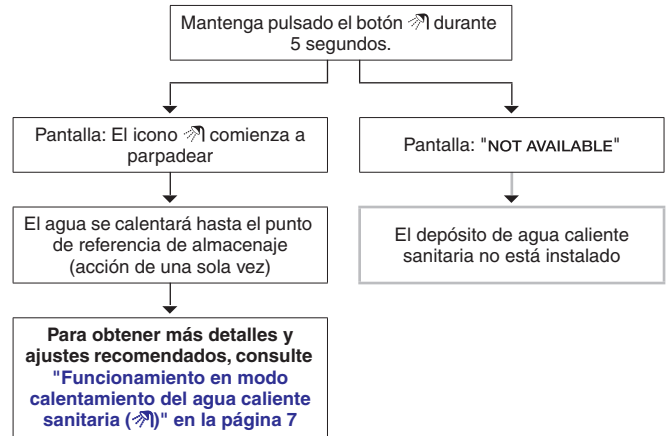 Mantenga pulsado el botón durante
5 segundos.
Pantalla: El icono comienza a
parpadear
Pantalla: "NOT AVAILABLE"
El agua se calentará hasta el punto
de referencia de almacenaje
(acción de una sola vez)
El depósito de agua caliente
sanitaria no está instalado
Para obtener más detalles y
ajustes recomendados, consulte
"Funcionamiento en modo
calentamiento del agua caliente
sanitaria ()" en la página 7